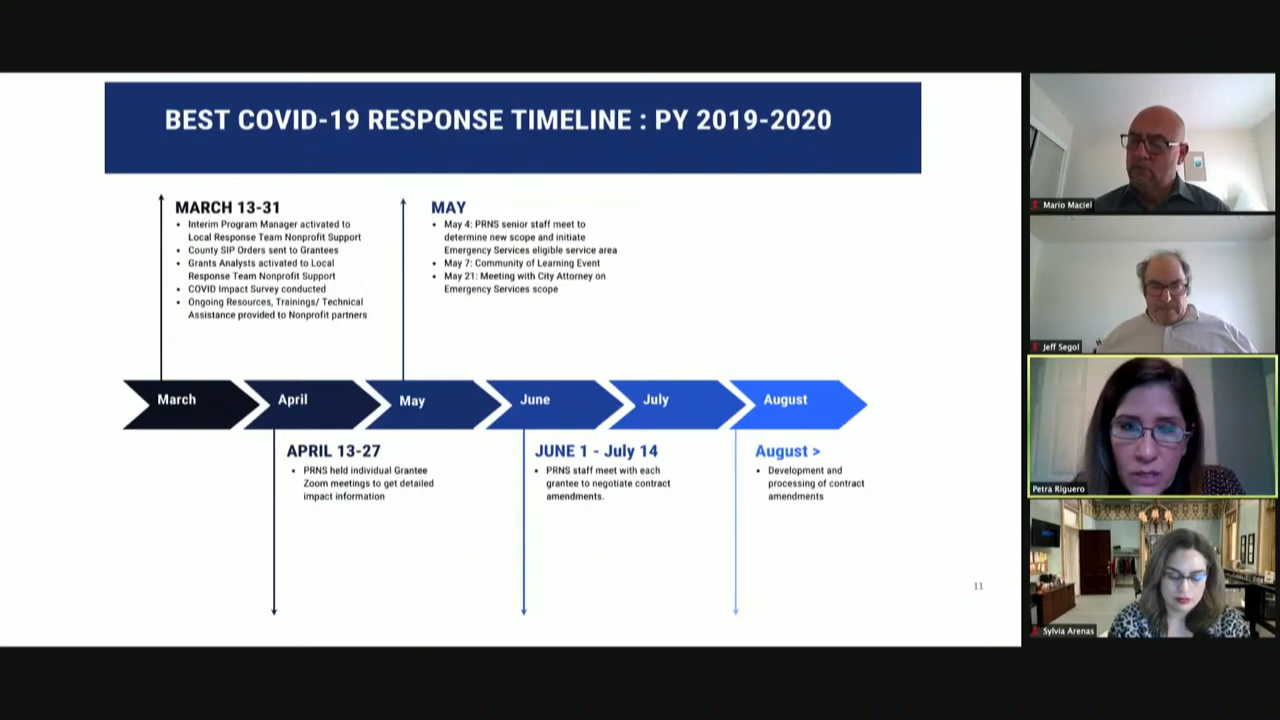 BEST COVID-19 RESPONSE TIMELINE : PY 2019-2020
MARCH 13-31
• Interim Program Manager activated to
Local Response Team Nonprofit Support
• County SIP Orders sent to Grantees
• Grants Analysts activated to Local
Response Team Nonprofit Support
• COVID Impact Survey conducted
• Ongoing Resources, Trainings/ Technical
Assistance provided to Nonprofit partners
MAY
• May 4: PRNS senior staff meet to
determine new scope and initiate
Emergency Services eligible service area
• May 7: Community of Learning Event
• May 21: Meeting with City Attorney on
Emergency Services scope
March
April
May
June
July
August
APRIL 13-27
• PRNS held individual Grantee
Zoom meetings to get detailed
impact information
JUNE 1 - July 14
• PRNS staff meet with each
grantee to negotiate contract
amendments.
August >
• Development and
processing of contract
amendments
11
Mario Maciel
Jeff Segol
Petra Riguero
Sylvia Arenas